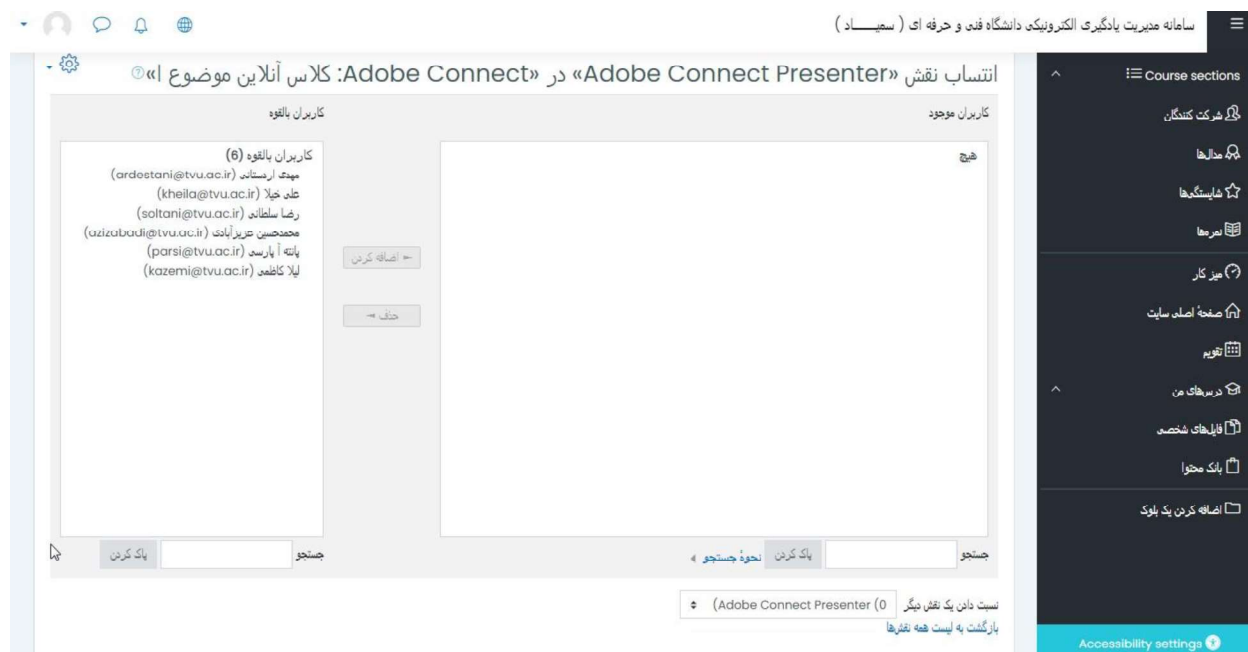 سامانه مدیریت یادگیری الکترونیکی دانشگاه فنی و حرفه ای ( سمیــــاد )
Course sections
شرکت کنندگان
مدال‌ها
شایستگی‌ها
نمره‌ها
میز کار
صفحهٔ اصلی سایت
تقویم
درس‌های من
فایل‌های شخصی
بانک محتوا
اضافه کردن یک بلوک
Accessibility settings
انتساب نقش «Adobe Connect Presenter» در «Adobe Connect: کلاس آنلاین موضوع ۱»
کاربران موجود
هیچ
جستجو
پاک کردن
نحوهٔ جستجو
اضافه کردن
حذف
کاربران بالقوه
کاربران بالقوه (6)
مهدی اردستانی (ardestani@tvu.ac.ir)
علی خیلا (kheila@tvu.ac.ir)
رضا سلطانی (soltani@tvu.ac.ir)
محمدحسین عزیزآبادی (azizabadi@tvu.ac.ir)
پانته آ پارسی (parsi@tvu.ac.ir)
لیلا کاظمی (kazemi@tvu.ac.ir)
جستجو
پاک کردن
نسبت دادن یک نقش دیگر
Adobe Connect Presenter (0)
بازگشت به لیست همه نقش‌ها